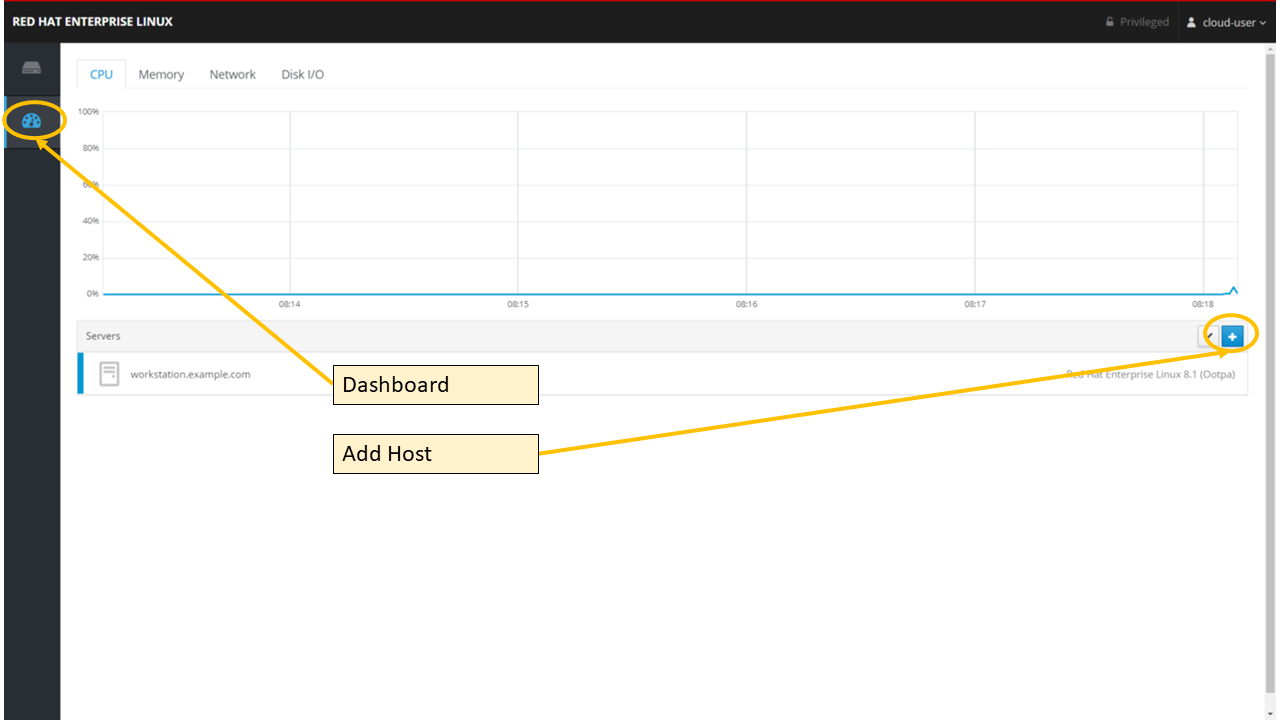 RED HAT ENTERPRISE LINUX
Privileged
cloud-user
CPU Memory Network Disk I/O
100%
80%
60%
40%
20%
0%
08:14 08:15 08:16 08:17 08:18
Servers
workstation.example.com
Red Hat Enterprise Linux 8.1 (Ootpa)
Dashboard
Add Host